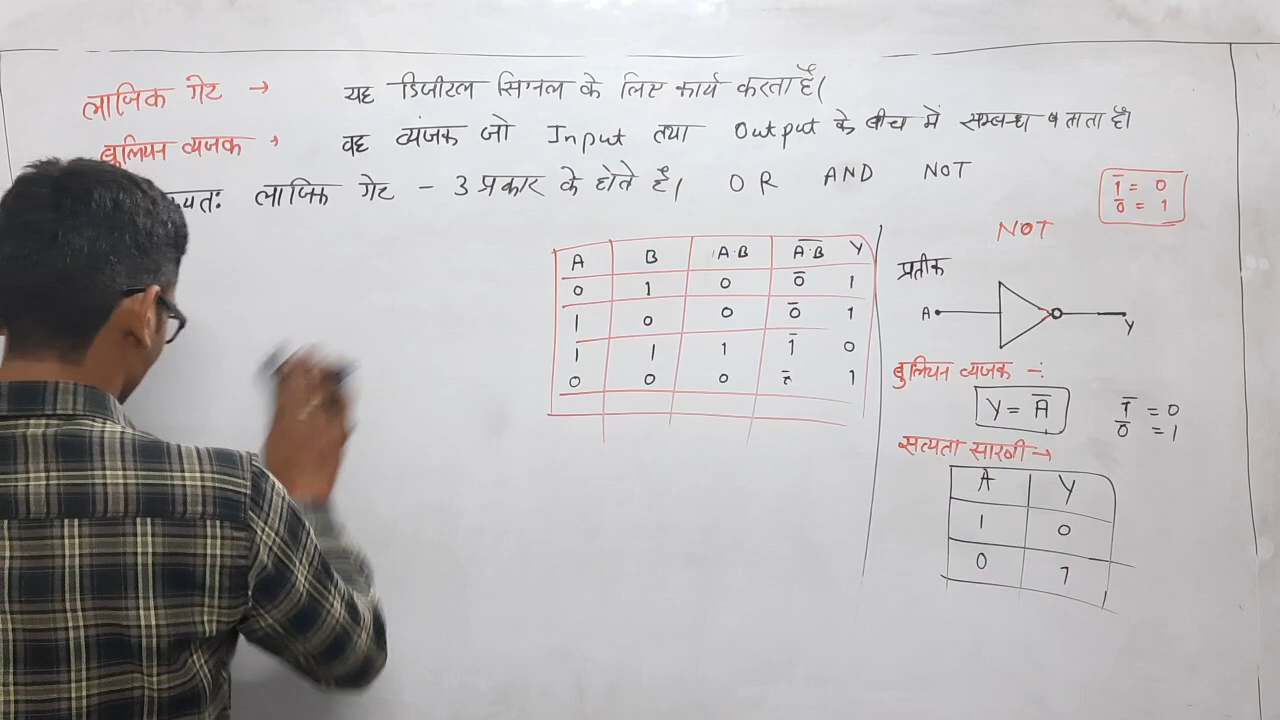 लाजिक गेट → यह डिजीटल सिग्नल के लिए कार्य करता है।
बुलियन व्यजक → वह व्यंजक जो Input तथा Output के बीच में सम्बन्ध बताता है।
लाजिक गेट - 3 प्रकार के होते है। OR AND NOT
1̅ = 0
0̅ = 1
A B A·B A̅·̅B̅ Y
0 1 0 0̅ 1
1 0 0 0̅ 1
1 1 1 1̅ 0
0 0 0 1
NOT
प्रतीक
A Y
बुलियन व्यजक -:
Y = A̅
1̅ = 0
0̅ = 1
सत्यता सारणी →
A Y
1 0
0 1